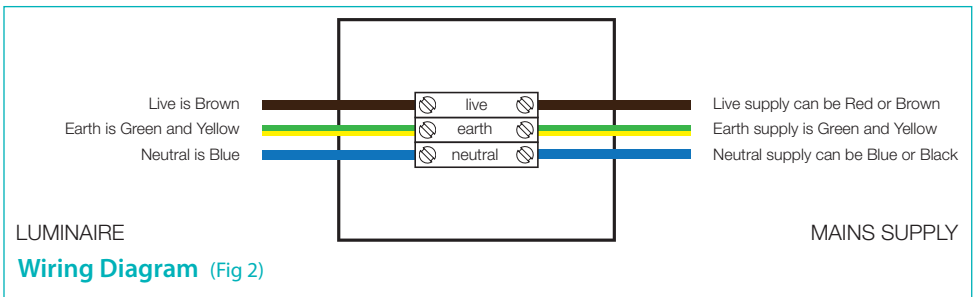 Live is Brown
live
Live supply can be Red or Brown
Earth is Green and Yellow
earth
Earth supply is Green and Yellow
Neutral is Blue
neutral
Neutral supply can be Blue or Black
LUMINAIRE
MAINS SUPPLY
Wiring Diagram (Fig 2)